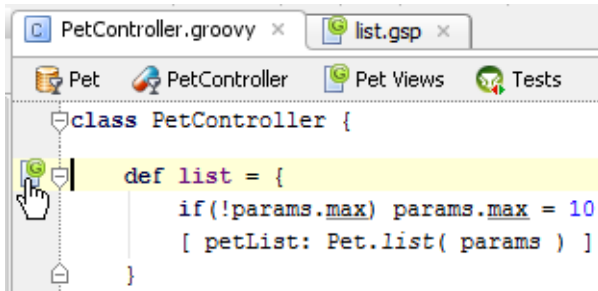 PetController.groovy × list.gsp ×
Pet PetController Pet Views Tests
class PetController {
def list = {
if(!params.max) params.max = 10
[ petList: Pet.list( params ) ]
}